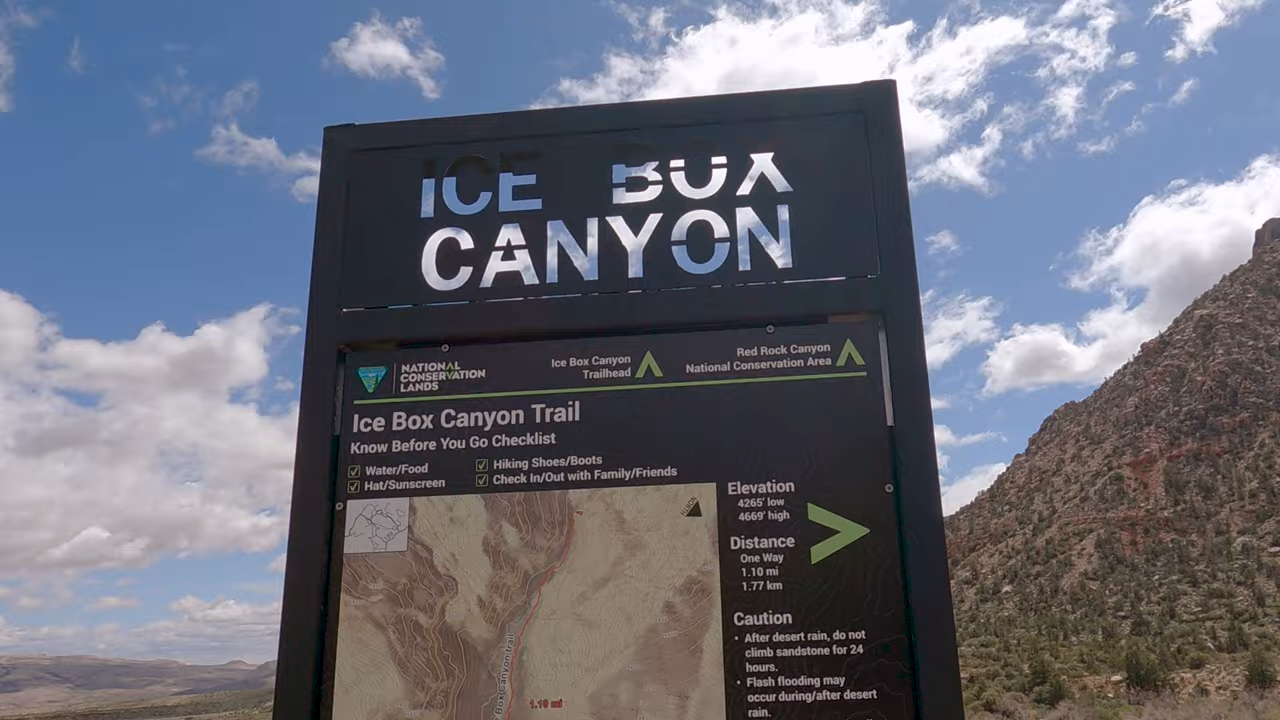 ICE BOX
CANYON
NATIONAL
CONSERVATION
LANDS
Ice Box Canyon
Trailhead
Red Rock Canyon
National Conservation Area
Ice Box Canyon Trail
Know Before You Go Checklist
Water/Food
Hat/Sunscreen
Hiking Shoes/Boots
Check In/Out with Family/Friends
Elevation
4265' low
4669' high
Distance
One Way
1.10 mi
1.77 km
Caution
• After desert rain, do not
climb sandstone for 24
hours.
• Flash flooding may
occur during/after desert
rain.
Box Canyon trail
1.10 mi